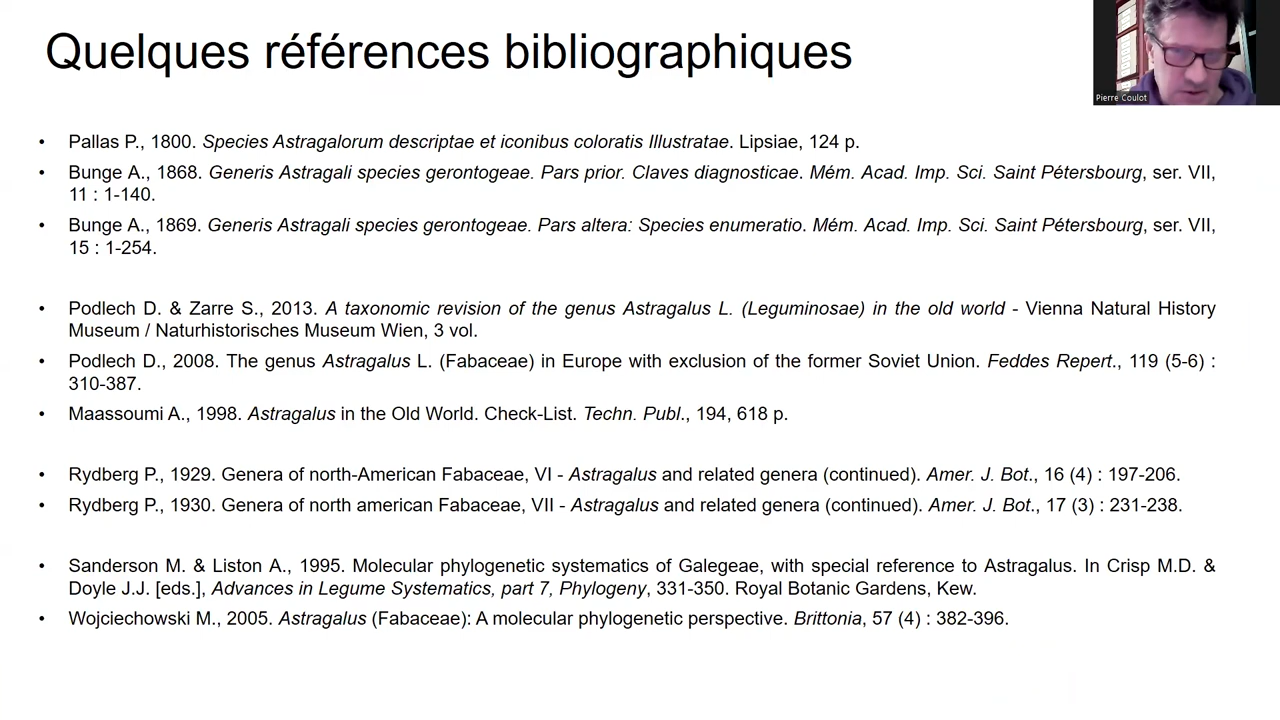 Quelques références bibliographiques
Pierre Coulot
• Pallas P., 1800. Species Astragalorum descriptae et iconibus coloratis Illustratae. Lipsiae, 124 p.
• Bunge A., 1868. Generis Astragali species gerontogeae. Pars prior. Claves diagnosticae. Mém. Acad. Imp. Sci. Saint Pétersbourg, ser. VII,
11 : 1-140.
• Bunge A., 1869. Generis Astragali species gerontogeae. Pars altera: Species enumeratio. Mém. Acad. Imp. Sci. Saint Pétersbourg, ser. VII,
15 : 1-254.
• Podlech D. & Zarre S., 2013. A taxonomic revision of the genus Astragalus L. (Leguminosae) in the old world - Vienna Natural History
Museum / Naturhistorisches Museum Wien, 3 vol.
• Podlech D., 2008. The genus Astragalus L. (Fabaceae) in Europe with exclusion of the former Soviet Union. Feddes Repert., 119 (5-6) :
310-387.
• Maassoumi A., 1998. Astragalus in the Old World. Check-List. Techn. Publ., 194, 618 p.
• Rydberg P., 1929. Genera of north-American Fabaceae, VI - Astragalus and related genera (continued). Amer. J. Bot., 16 (4) : 197-206.
• Rydberg P., 1930. Genera of north american Fabaceae, VII - Astragalus and related genera (continued). Amer. J. Bot., 17 (3) : 231-238.
• Sanderson M. & Liston A., 1995. Molecular phylogenetic systematics of Galegeae, with special reference to Astragalus. In Crisp M.D. &
Doyle J.J. [eds.], Advances in Legume Systematics, part 7, Phylogeny, 331-350. Royal Botanic Gardens, Kew.
• Wojciechowski M., 2005. Astragalus (Fabaceae): A molecular phylogenetic perspective. Brittonia, 57 (4) : 382-396.